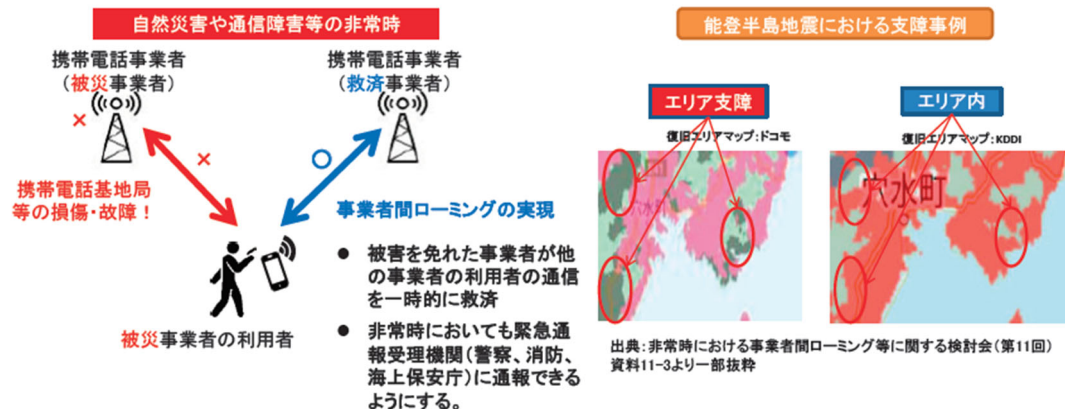 自然災害や通信障害等の非常時
携帯電話事業者
(被災事業者)
携帯電話事業者
(救済事業者)
×
×
○
携帯電話基地局
等の損傷・故障！
事業者間ローミングの実現
● 被害を免れた事業者が他
の事業者の利用者の通信
を一時的に救済
● 非常時においても緊急通
報受理機関(警察、消防、
海上保安庁)に通報できる
ようにする。
被災事業者の利用者
能登半島地震における支障事例
エリア支障
復旧エリアマップ:ドコモ
穴水町
エリア内
復旧エリアマップ:KDDI
穴水町
出典:非常時における事業者間ローミング等に関する検討会(第11回)
資料11-3より一部抜粋